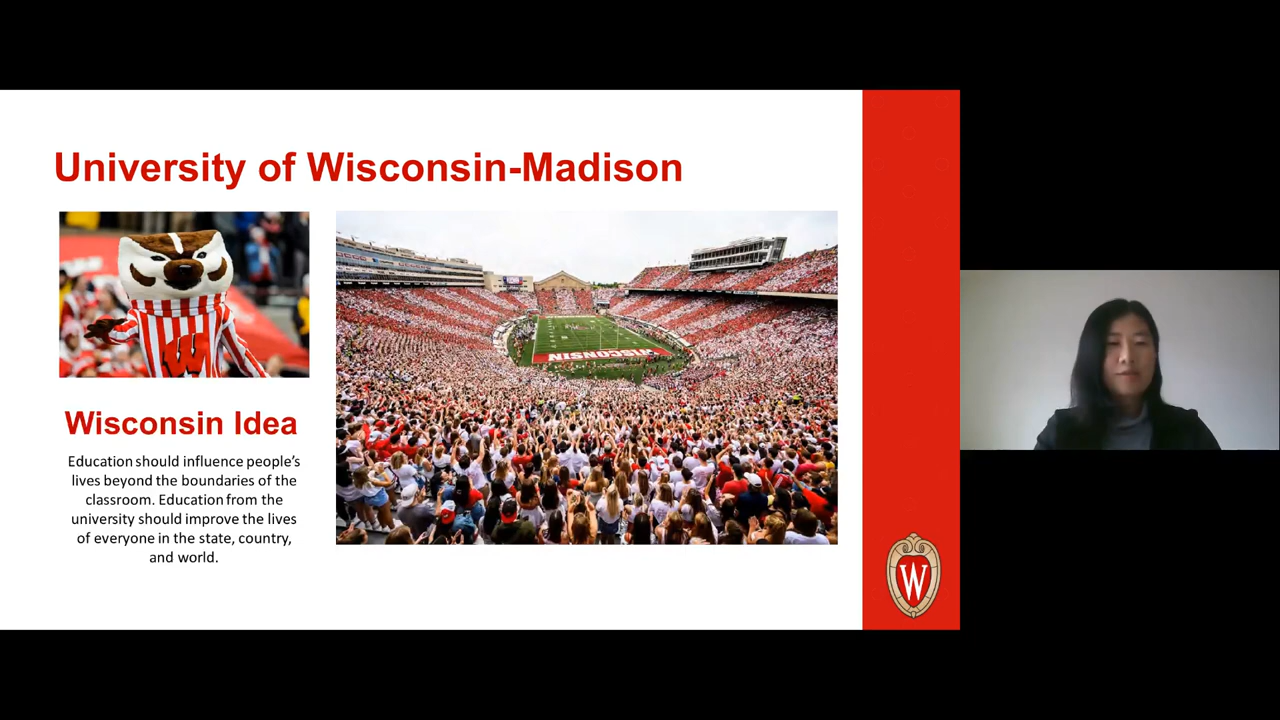 University of Wisconsin-Madison
W
WISCONSIN
Wisconsin Idea
Education should influence people's
lives beyond the boundaries of the
classroom. Education from the
university should improve the lives
of everyone in the state, country,
and world.
W